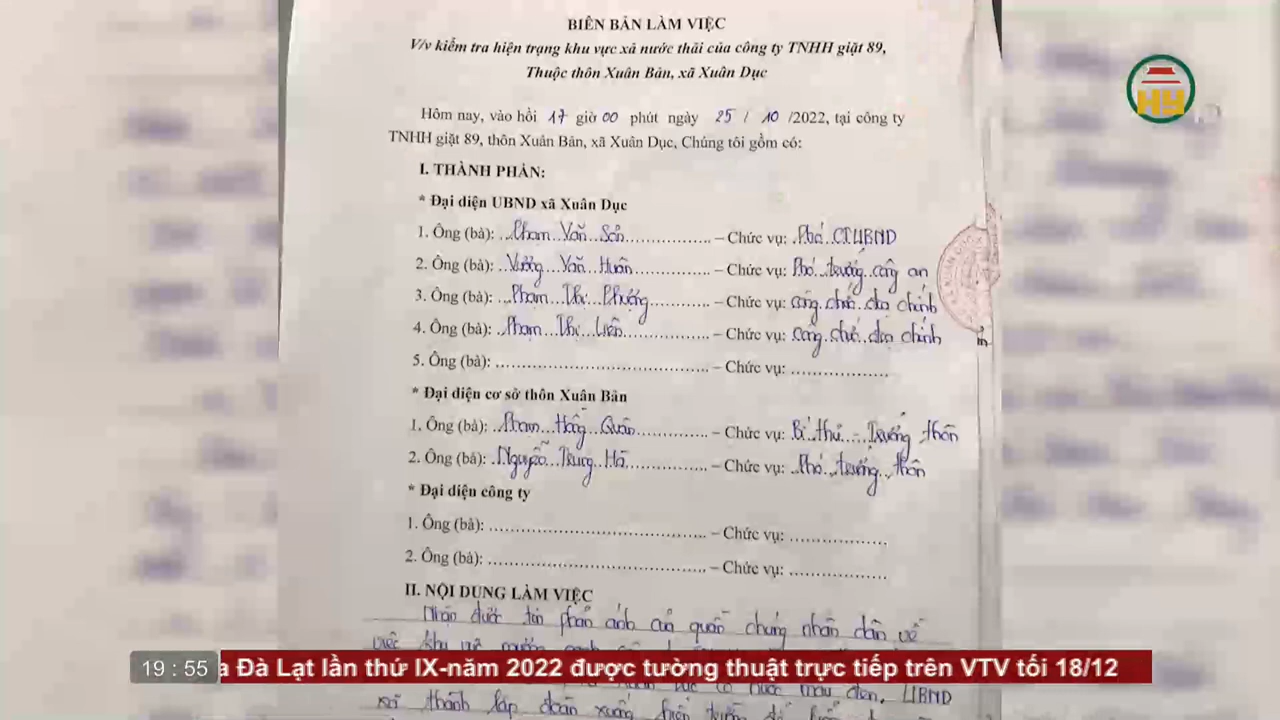 BIÊN BẢN LÀM VIỆC
V/v kiểm tra hiện trạng khu vực xả nước thải của công ty TNHH giặt 89,
Thuộc thôn Xuân Bản, xã Xuân Dục
HY
Hôm nay, vào hồi 17 giờ 00 phút ngày 25 / 10 /2022, tại công ty
TNHH giặt 89, thôn Xuân Bản, xã Xuân Dục, Chúng tôi gồm có:
I. THÀNH PHẦN:
* Đại diện UBND xã Xuân Dục
1. Ông (bà): Phạm Văn Sản – Chức vụ: Phó CTUBND
2. Ông (bà): Vương Văn Huân – Chức vụ: Phó trưởng công an
3. Ông (bà): Phạm Thị Phương – Chức vụ: công chức địa chính
4. Ông (bà): Phạm Thị Liên – Chức vụ: công chức địa chính
5. Ông (bà): – Chức vụ:
* Đại diện cơ sở thôn Xuân Bản
1. Ông (bà): Phạm Hồng Quân – Chức vụ: Bí thư - Trưởng thôn
2. Ông (bà): Nguyễn Trung Hà – Chức vụ: Phó trưởng thôn
* Đại diện công ty
1. Ông (bà): – Chức vụ:
2. Ông (bà): – Chức vụ:
II. NỘI DUNG LÀM VIỆC
Nhận được tin phản ánh của quần chúng nhân dân về
việc khu vực mương
19 : 55 a Đà Lạt lần thứ IX-năm 2022 được tường thuật trực tiếp trên VTV tối 18/12
có nước màu đen, UBND
xã thành lập đoàn xuống